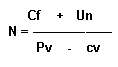 Cf + Un
N =
Pv - cv